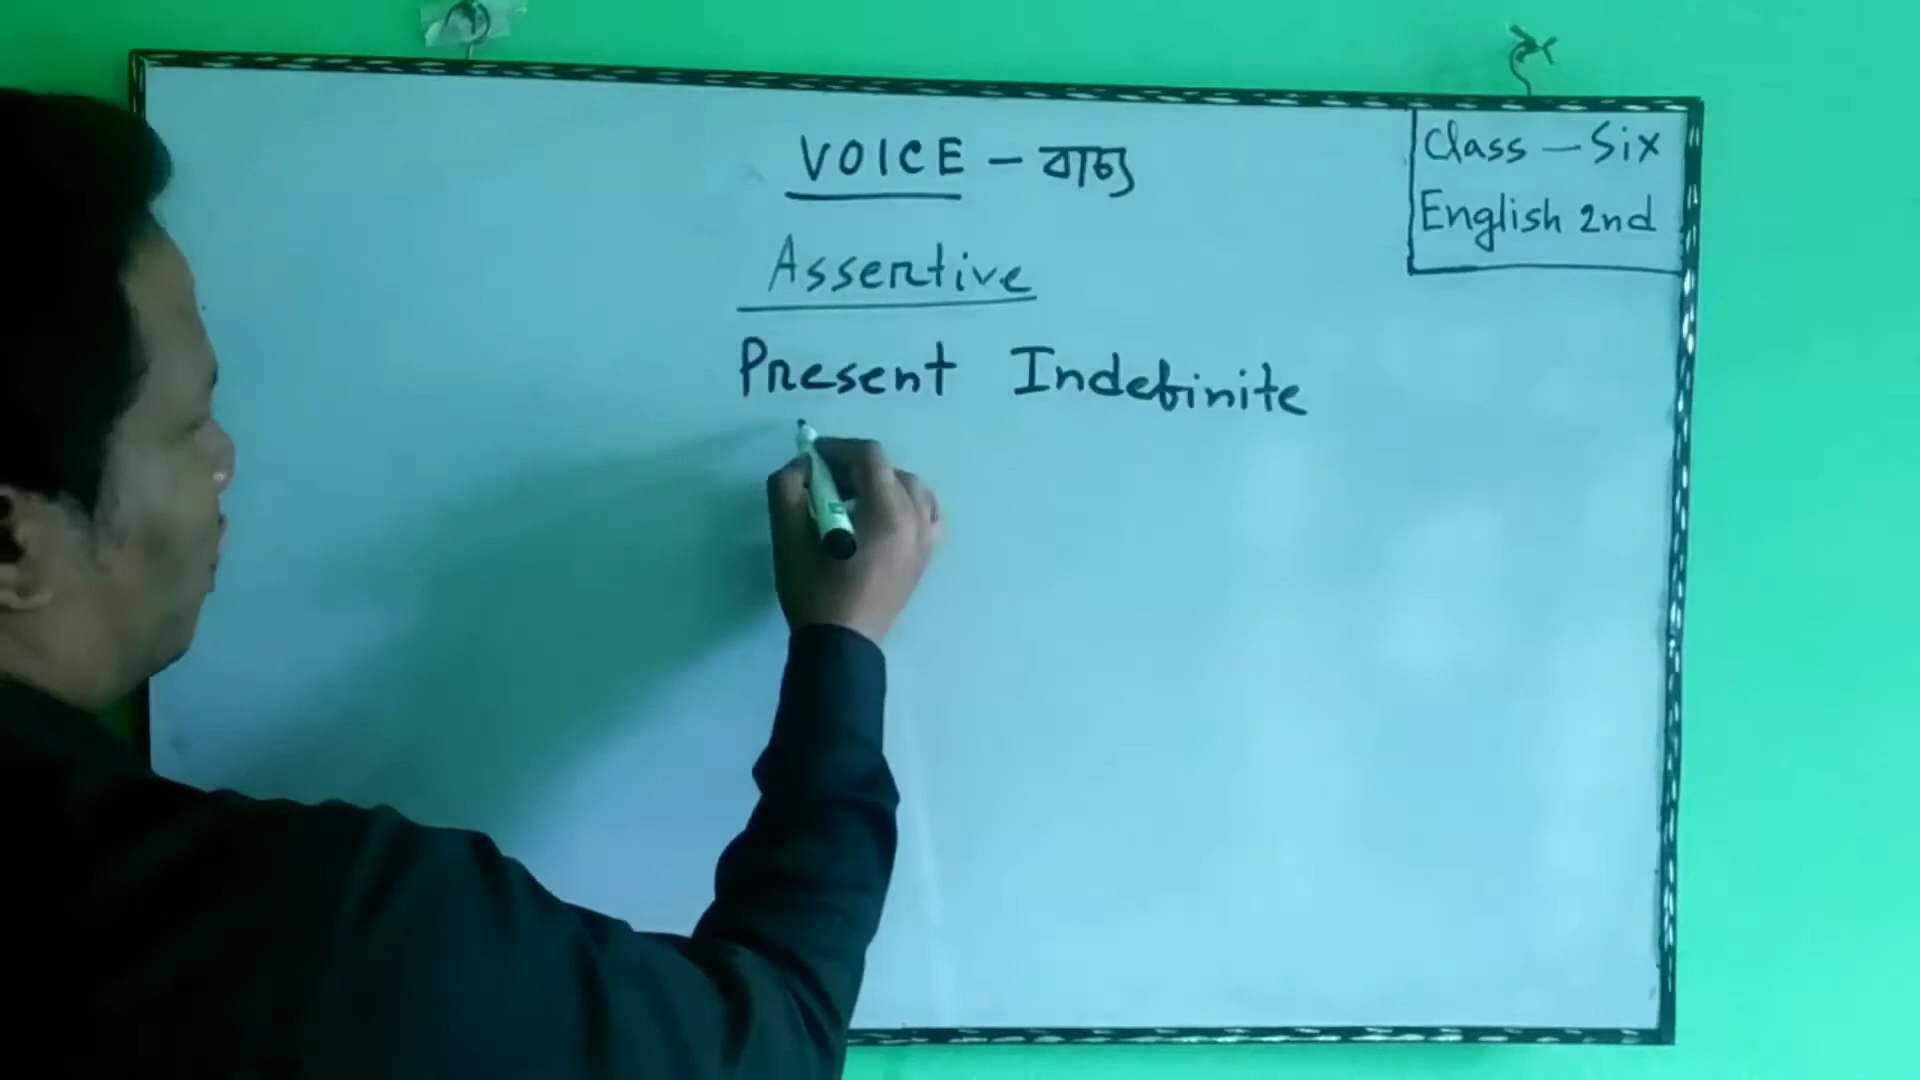 VOICE – বাচ্য
Assertive
Present Indefinite
Class – Six
English 2nd